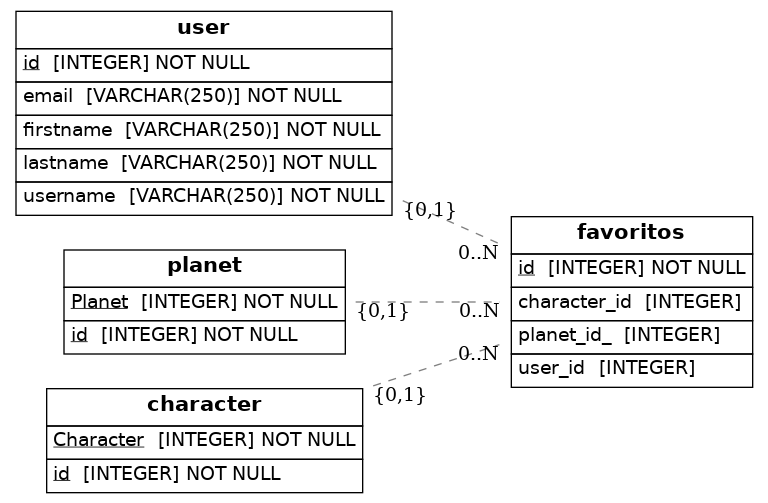 user
id [INTEGER] NOT NULL
email [VARCHAR(250)] NOT NULL
firstname [VARCHAR(250)] NOT NULL
lastname [VARCHAR(250)] NOT NULL
username [VARCHAR(250)] NOT NULL
{0,1}
0..N
planet
Planet [INTEGER] NOT NULL
id [INTEGER] NOT NULL
{0,1}
0..N
character
Character [INTEGER] NOT NULL
id [INTEGER] NOT NULL
{0,1}
0..N
favoritos
id [INTEGER] NOT NULL
character_id [INTEGER]
planet_id_ [INTEGER]
user_id [INTEGER]